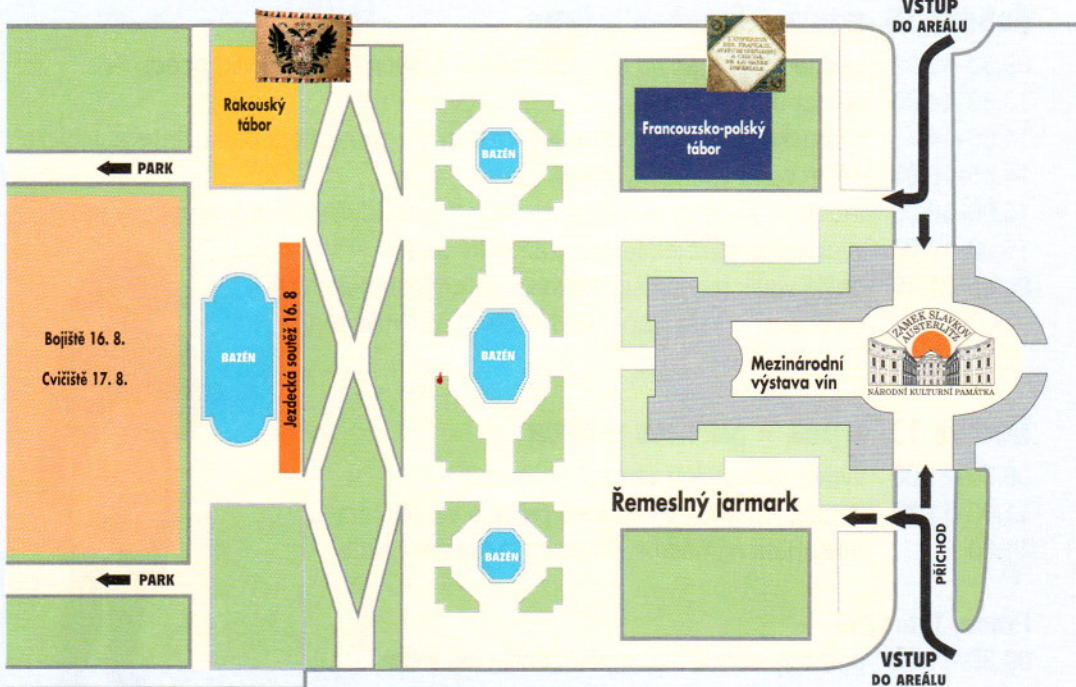 VSTUP
DO AREÁLU
Rakouský
tábor
Francouzsko-polský
tábor
BAZÉN
PARK
Bojiště 16. 8.
Cvičiště 17. 8.
BAZÉN
Jezdecká soutěž 16. 8
BAZÉN
Mezinárodní
výstava vín
ZÁMEK SLAVKOV
AUSTERLITZ
NÁRODNÍ KULTURNÍ PAMÁTKA
Řemeslný jarmark
BAZÉN
PARK
PŘÍCHOD
VSTUP
DO AREÁLU